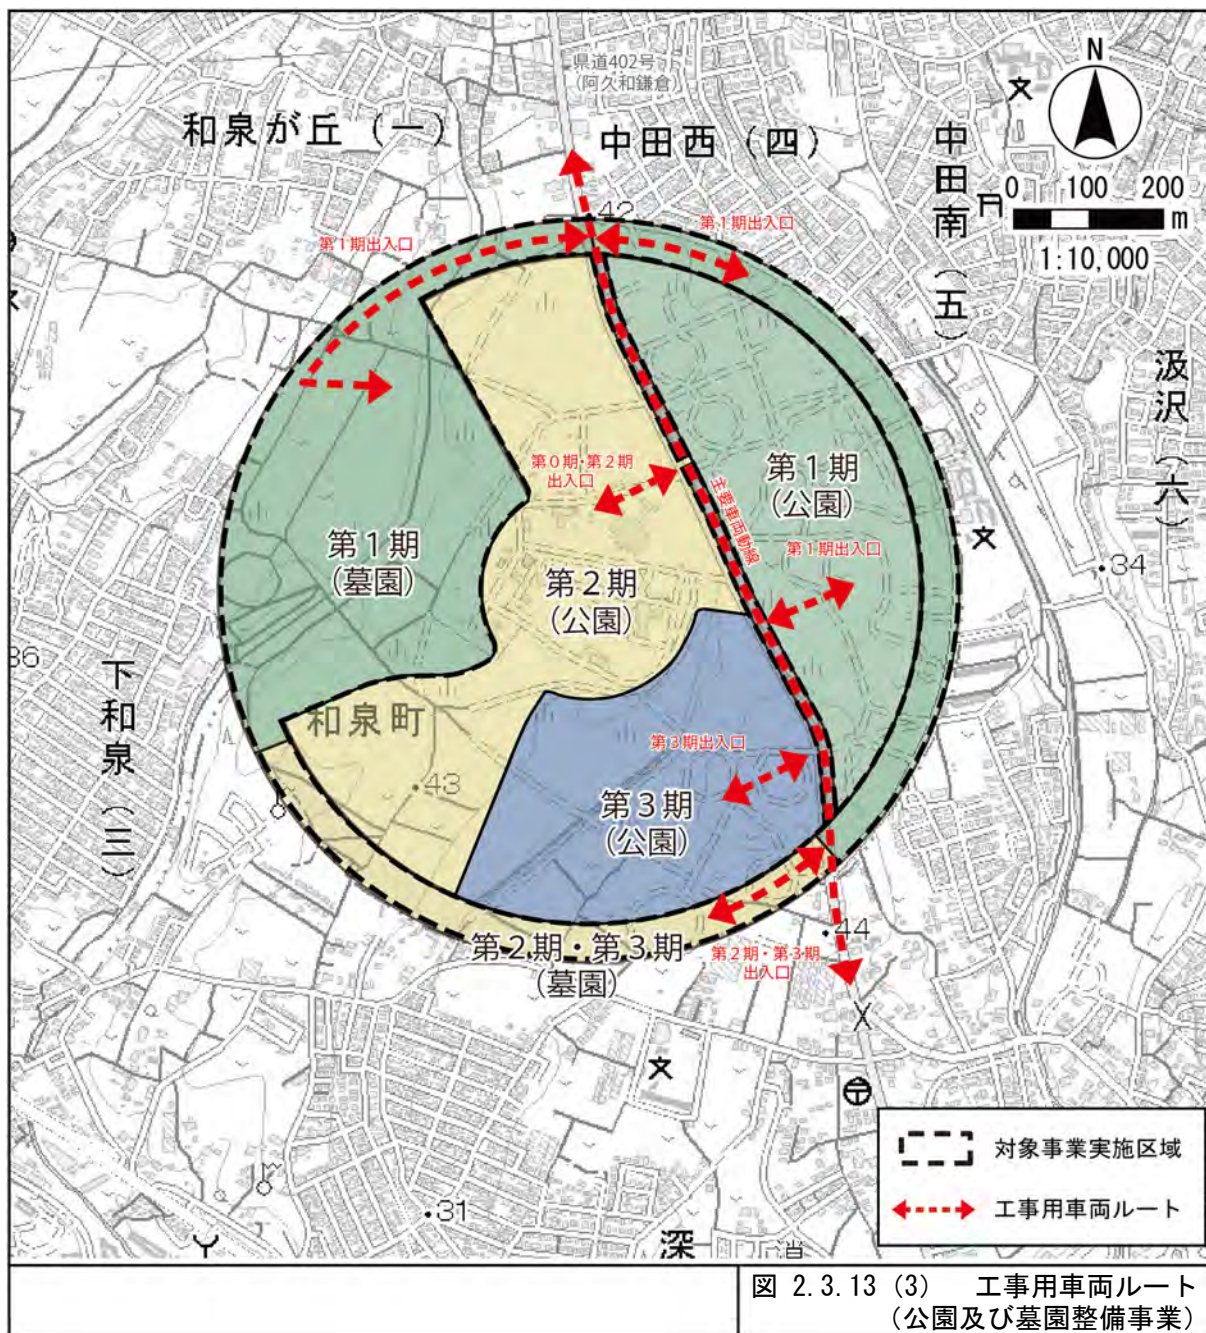 県道402号
(阿久和鎌倉)
N
和泉が丘（一）
中田西（四）
中田南（五）
0 100 200
m
1:10,000
42
第1期出入口
第1期出入口
汲沢（六）
第0期・第2期
出入口
主要車両動線
第1期
(公園)
第1期出入口
第1期
(墓園)
第2期
(公園)
34
36
下和泉（三）
和泉町
第3期出入口
43
第3期
(公園)
第2期・第3期
(墓園)
44
第2期・第3期
出入口
対象事業実施区域
工事用車両ルート
31
深
図 2.3.13 (3) 工事用車両ルート
(公園及び墓園整備事業)